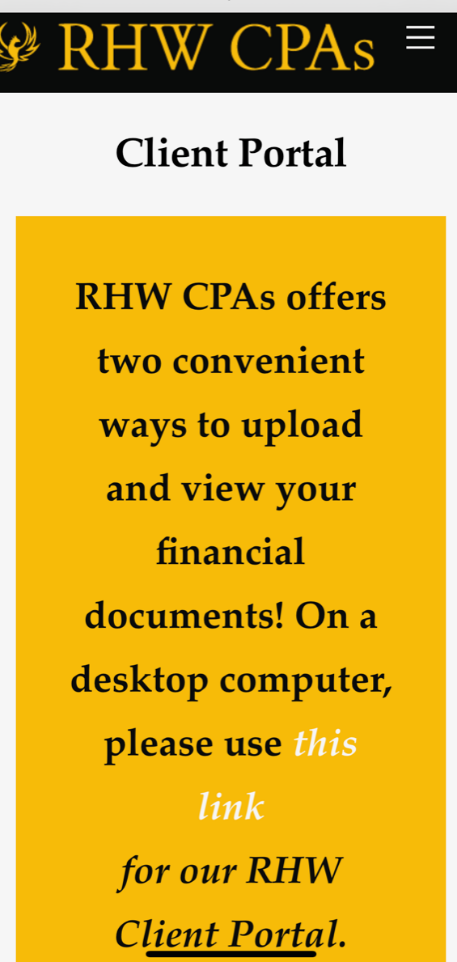 RHW CPAs
Client Portal
RHW CPAs offers
two convenient
ways to upload
and view your
financial
documents! On a
desktop computer,
please use this
link
for our RHW
Client Portal.